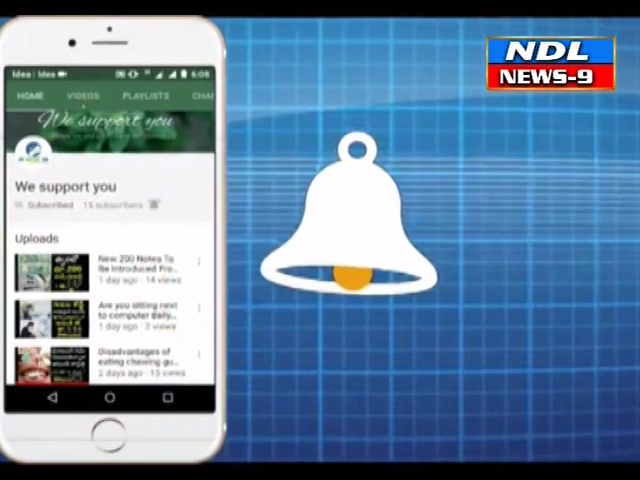 NDL
NEWS-9
Idea | Idea
6:08
HOME VIDEOS PLAYLISTS CHA
We support you
We support you
Subscribed 15 subscribers
Uploads
New 200 Notes To
Be Introduced Fro...
1 day ago · 14 views
Are you sitting next
to computer daily...
1 day ago · 2 views
Disadvantages of
eating chewing gu...
2 days ago · 15 views